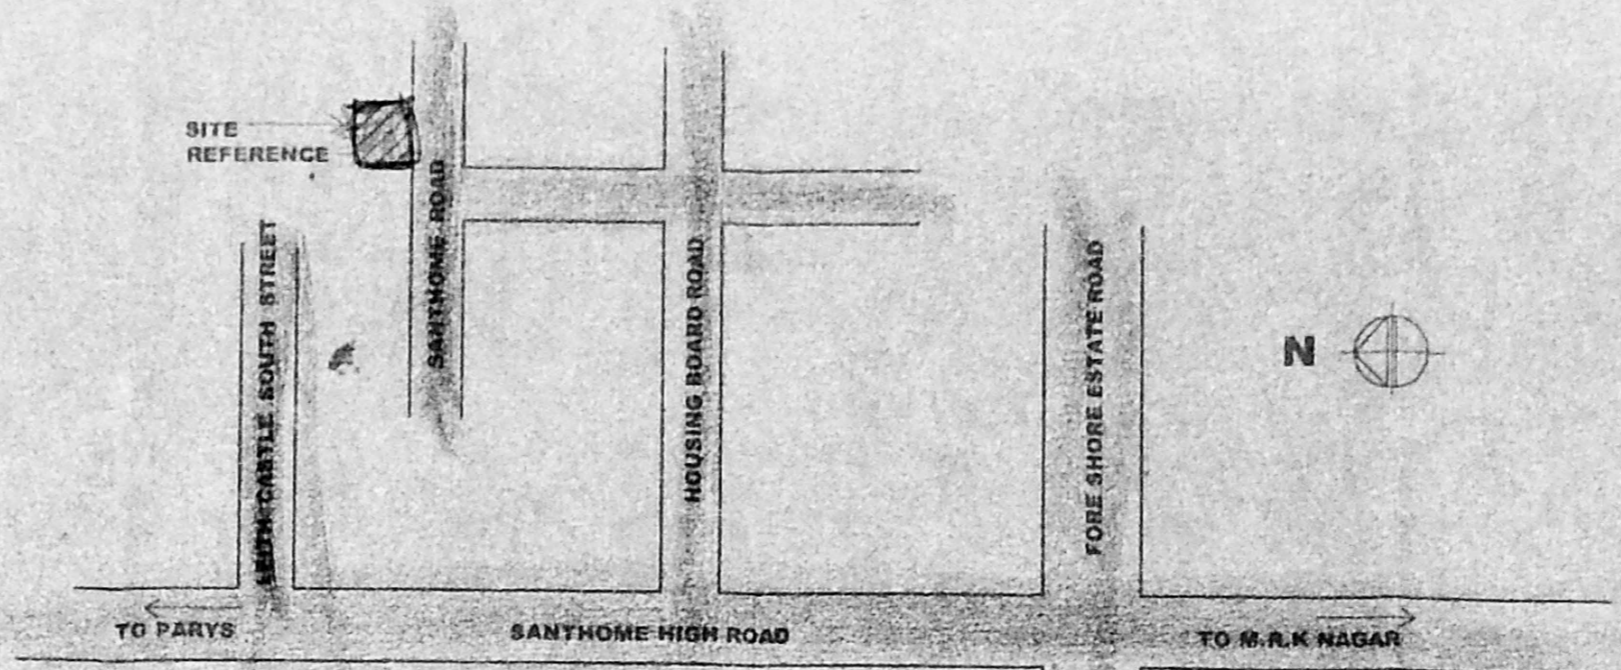 SITE
REFERENCE
SANTHOME ROAD
LEITH CASTLE SOUTH STREET
HOUSING BOARD ROAD
FORE SHORE ESTATE ROAD
N
TO PARYS
SANTHOME HIGH ROAD
TO M.R.K NAGAR